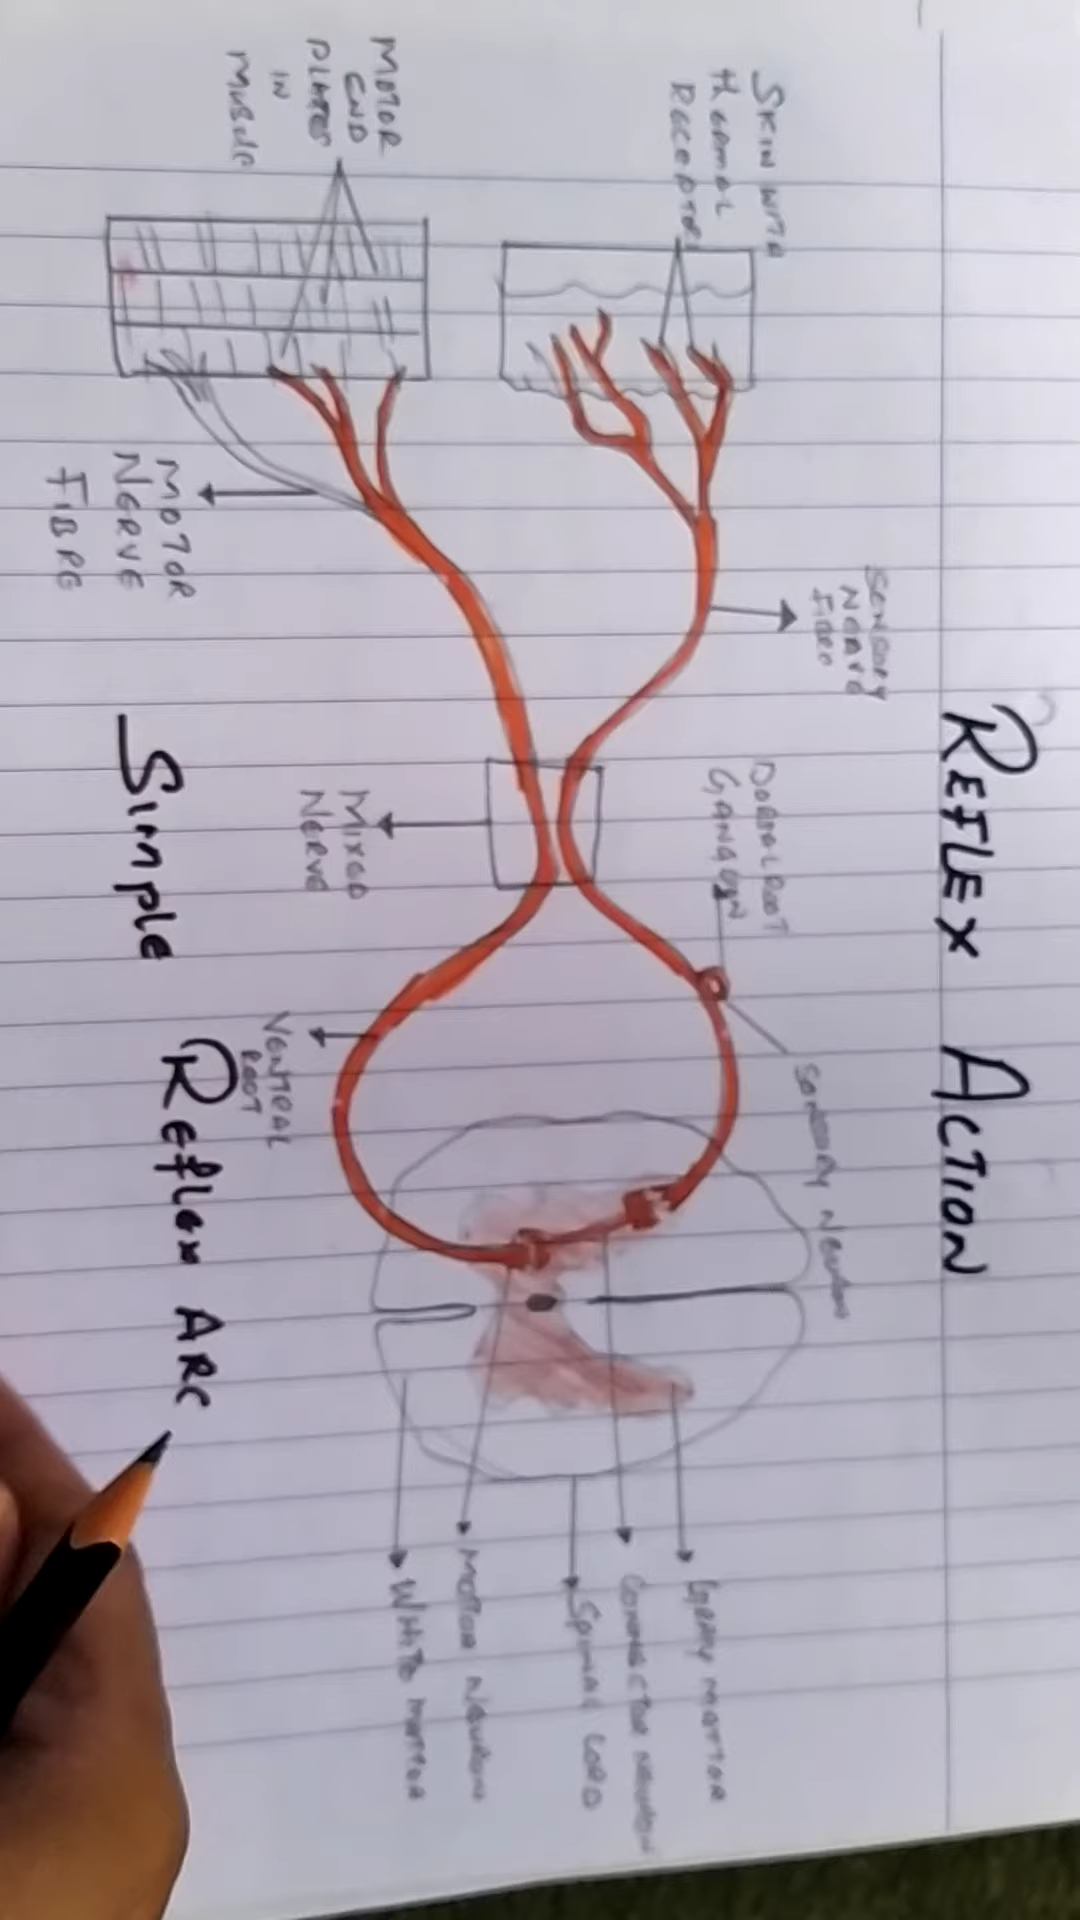 REFLEX ACTION
SKIN WITH
THERMAL
RECEPTOR
SENSORY
NERVE
FIBRE
DORSAL ROOT
SENSORY NEURON
MOTOR
END
PLATES
IN
MUSCLE
MOTOR
NERVE
FIBRE
MIXED
NERVE
VENTRAL
ROOT
GREY MATTER
CONNECTOR NEURON
SPINAL CORD
MOTOR NEURON
WHITE MATTER
SIMPLE REFLEX ARC